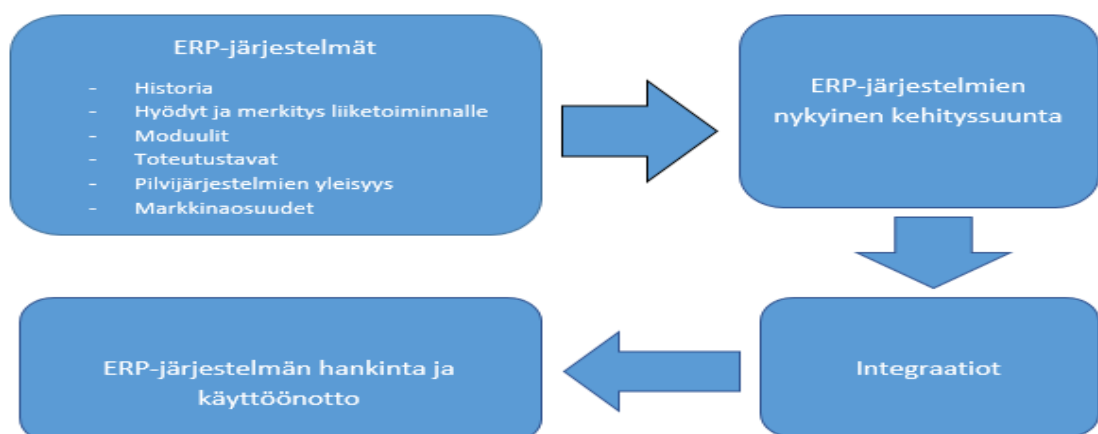 ERP-järjestelmät
- Historia
- Hyödyt ja merkitys liiketoiminnalle
- Moduulit
- Toteutustavat
- Pilvijärjestelmien yleisyys
- Markkinaosuudet
ERP-järjestelmien
nykyinen kehityssuunta
Integraatiot
ERP-järjestelmän hankinta ja
käyttöönotto